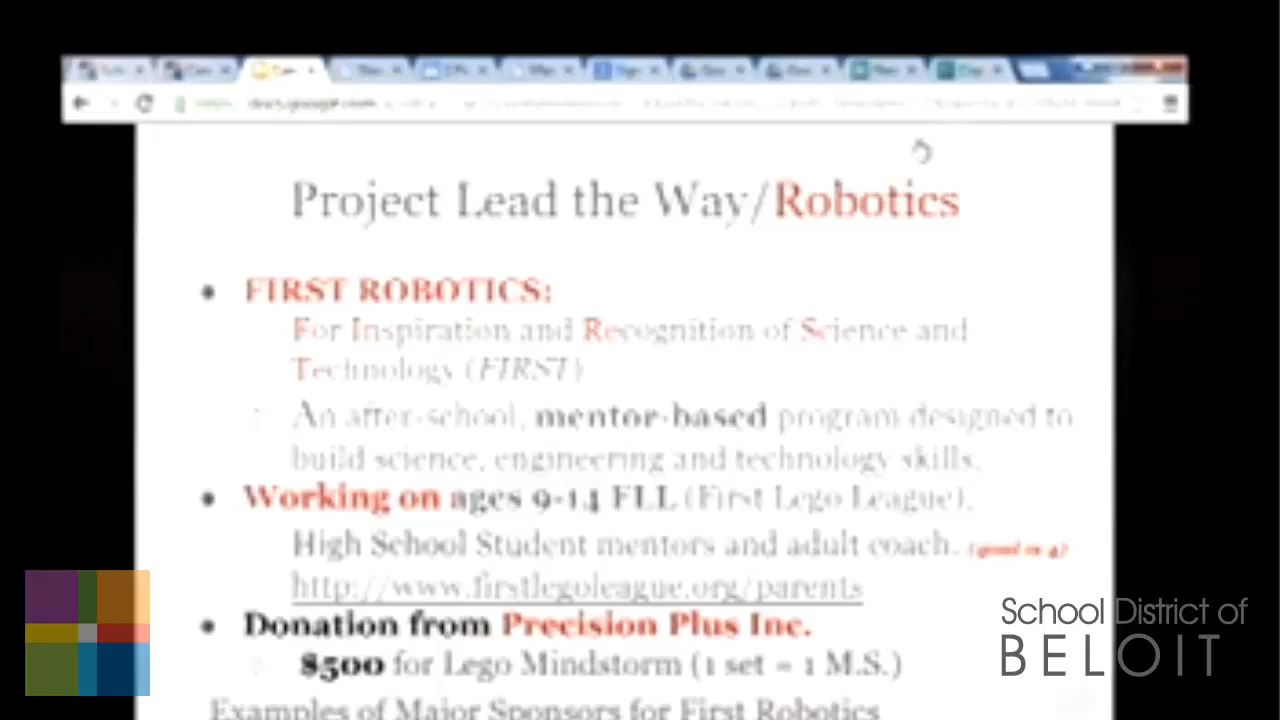 Project Lead the Way/Robotics
FIRST ROBOTICS:
For Inspiration and Recognition of Science and
Technology (FIRST)
An after-school, mentor-based program designed to
build science, engineering and technology skills.
Working on ages 9-14 FLL (First Lego League).
High School Student mentors and adult coach.
http://www.firstlegoleague.org/parents
Donation from Precision Plus Inc.
$500 for Lego Mindstorm (1 set = 1 M.S.)
Examples of Major Sponsors for First Robotics
School District of
BELOIT